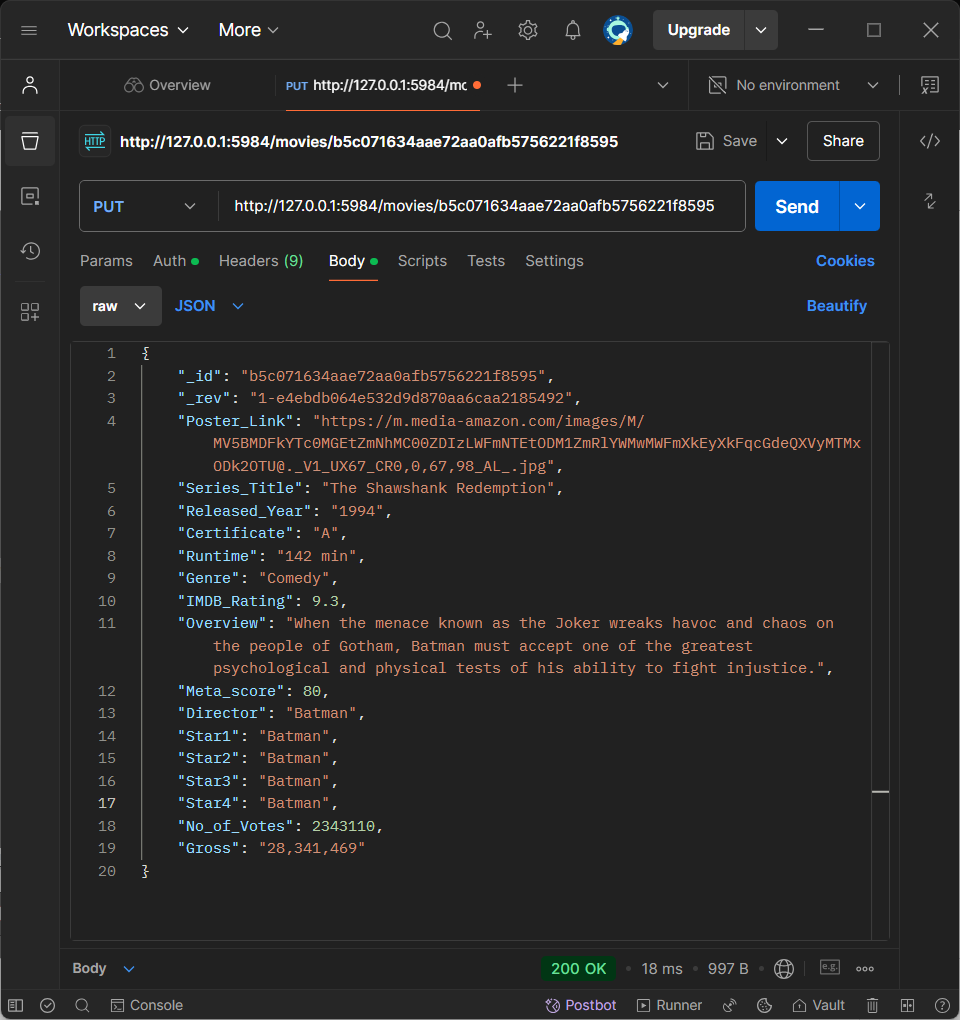 Workspaces
More
Upgrade
Overview
PUT http://127.0.0.1:5984/mc
No environment
HTTP
http://127.0.0.1:5984/movies/b5c071634aae72aa0afb5756221f8595
Save
Share
PUT
http://127.0.0.1:5984/movies/b5c071634aae72aa0afb5756221f8595
Send
Params
Auth
Headers (9)
Body
Scripts
Tests
Settings
Cookies
raw
JSON
Beautify
1 {
2 "_id": "b5c071634aae72aa0afb5756221f8595",
3 "_rev": "1-e4ebdb064e532d9d870aa6caa2185492",
4 "Poster_Link": "https://m.media-amazon.com/images/M/
MV5BMDFkYTc0MGEtZmNhMC00ZDIzLWFmNTEtODM1ZmRlYWMwMWFmXkEyXkFqcGdeQXVyMTMx
ODk2OTU@._V1_UX67_CR0,0,67,98_AL_.jpg",
5 "Series_Title": "The Shawshank Redemption",
6 "Released_Year": "1994",
7 "Certificate": "A",
8 "Runtime": "142 min",
9 "Genre": "Comedy",
10 "IMDB_Rating": 9.3,
11 "Overview": "When the menace known as the Joker wreaks havoc and chaos on
the people of Gotham, Batman must accept one of the greatest
psychological and physical tests of his ability to fight injustice.",
12 "Meta_score": 80,
13 "Director": "Batman",
14 "Star1": "Batman",
15 "Star2": "Batman",
16 "Star3": "Batman",
17 "Star4": "Batman",
18 "No_of_Votes": 2343110,
19 "Gross": "28,341,469"
20 }
Body
200 OK
18 ms
997 B
e.g.
Console
Postbot
Runner
Vault